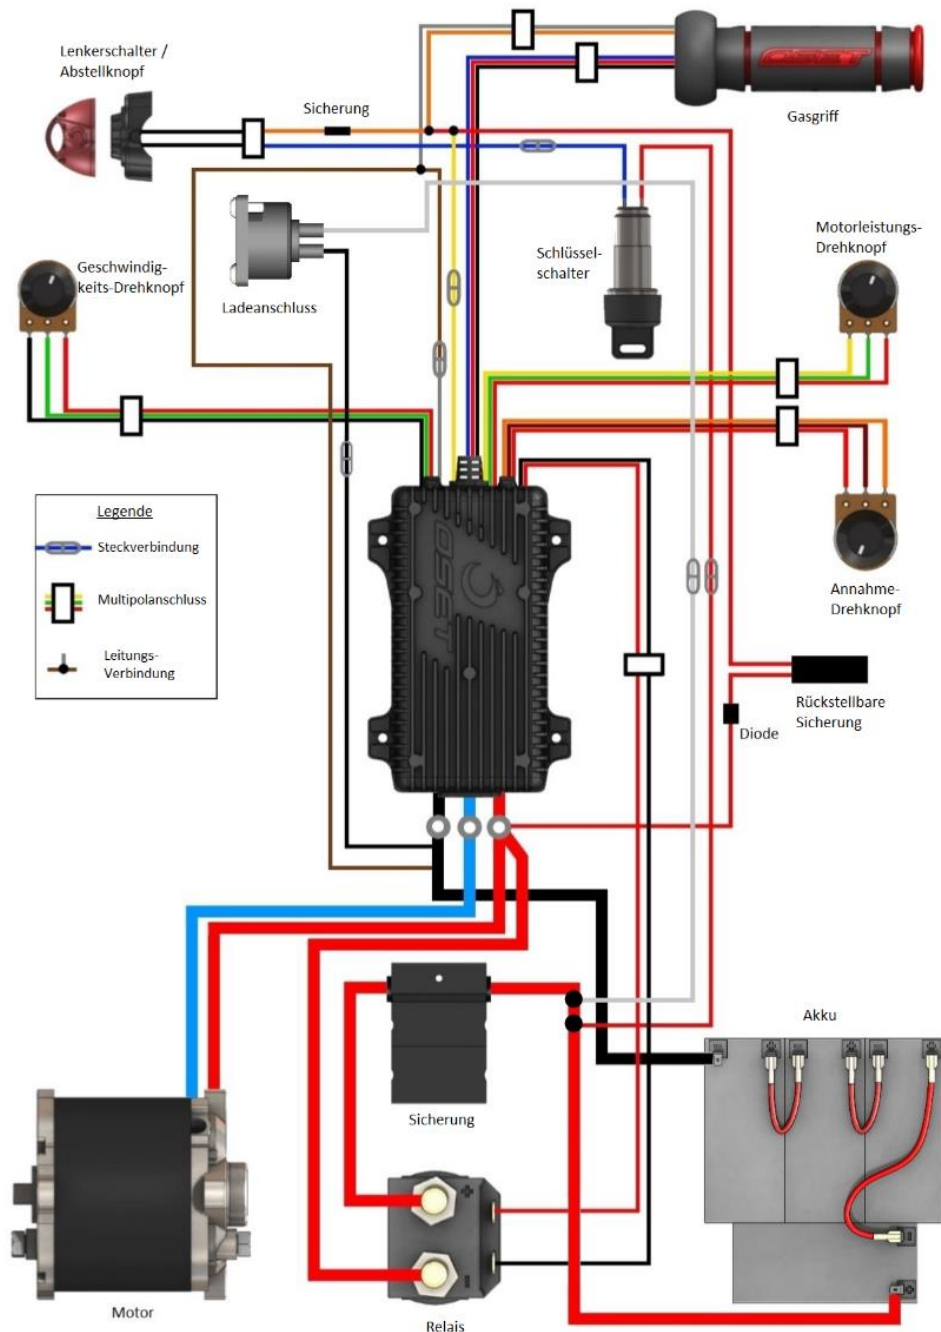 Lenkerschalter /
Abstellknopf
Sicherung
Gasgriff
Geschwindig-
keits-Drehknopf
Ladeanschluss
Schlüssel-
schalter
Motorleistungs-
Drehknopf
Legende
Steckverbindung
Multipolanschluss
Leitungs-
Verbindung
OSET
Annahme-
Drehknopf
Rückstellbare
Sicherung
Diode
Akku
Sicherung
Motor
Relais